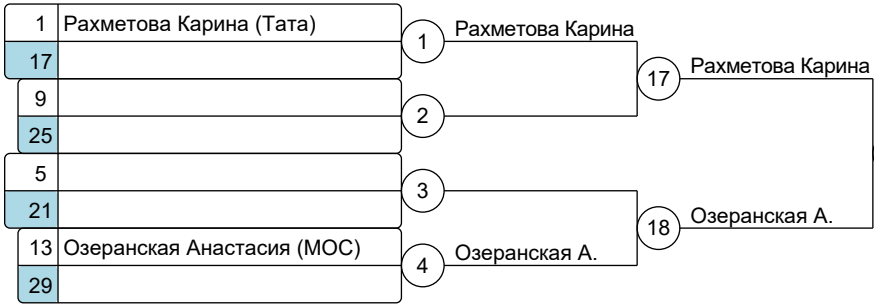 1 Рахметова Карина (Тата)
17
1 Рахметова Карина
9
25
2
17 Рахметова Карина
5
21
3
13 Озеранская Анастасия (МОС)
29
4 Озеранская А.
18 Озеранская А.